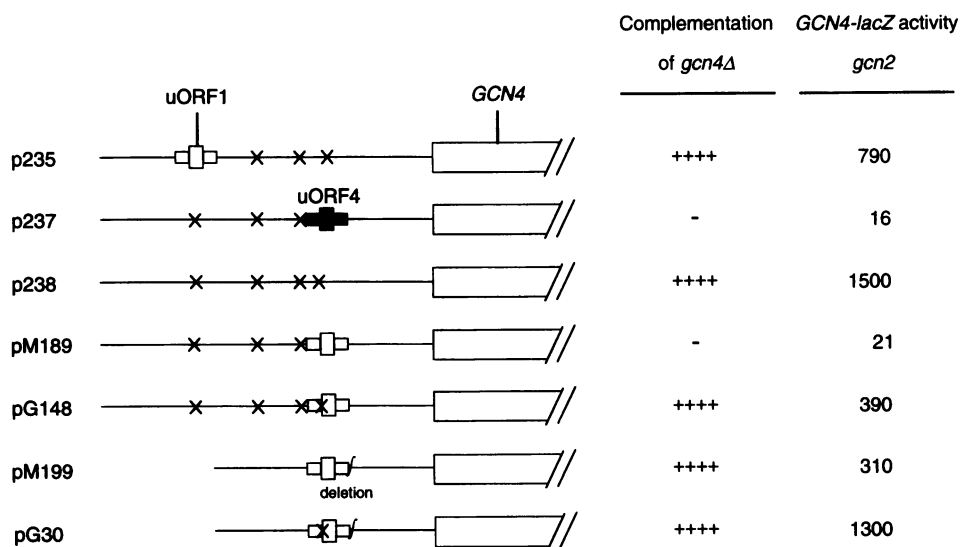 Complementation of gcn4Δ
GCN4-lacZ activity gcn2
uORF1
GCN4
p235 ++++ 790
uORF4
p237 - 16
p238 ++++ 1500
pM189 - 21
pG148 ++++ 390
pM199 ++++ 310
deletion
pG30 ++++ 1300